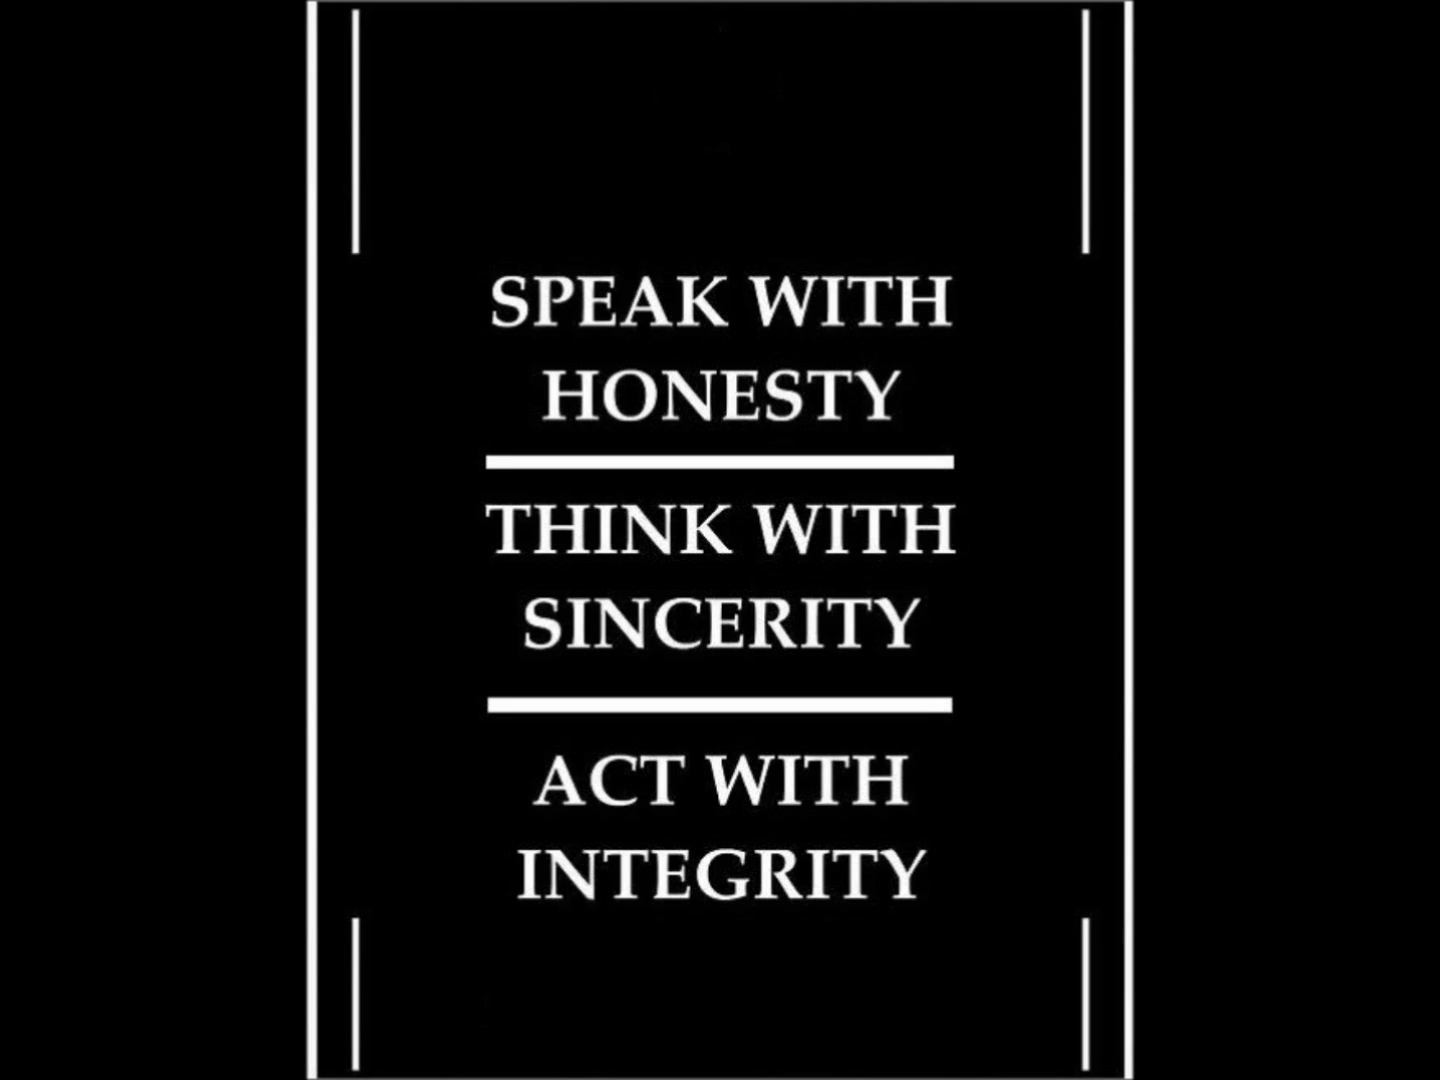 SPEAK WITH
HONESTY
THINK WITH
SINCERITY
ACT WITH
INTEGRITY